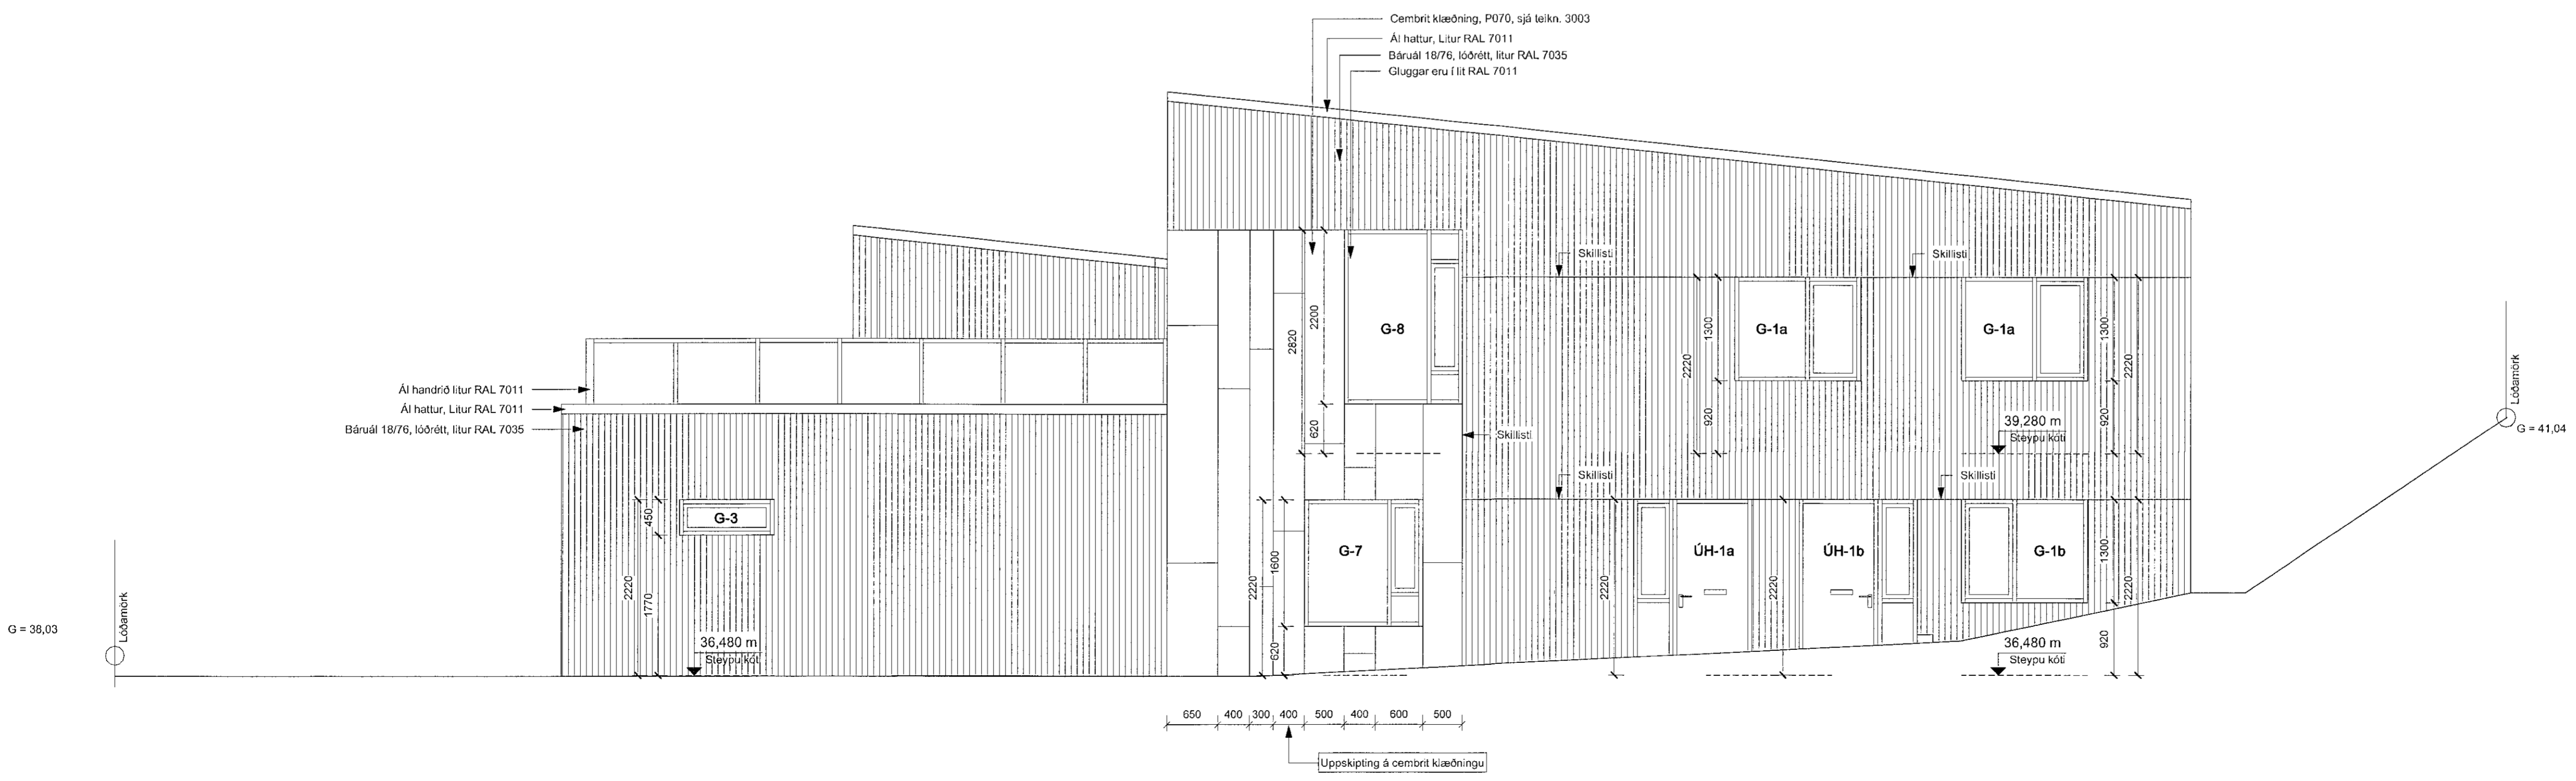 Cembrit klæðning, P070, sjá teikn. 3003
Ál hattur, Litur RAL 7011
Báruál 18/76, lóðrétt, litur RAL 7035
Gluggar eru í lit RAL 7011
Skillisti
Skillisti
2820
2200
G-8
2220
1300
G-1a
G-1a
1300
2220
Ál handrið litur RAL 7011
Ál hattur, Litur RAL 7011
Báruál 18/76, lóðrétt, litur RAL 7035
620
Skillisti
920
39,280 m
Steypu kóti
920
Lóðamörk
G = 41,04
Skillisti
Skillisti
2220
450
G-3
1770
2220
1600
G-7
2220
ÚH-1a
2220
ÚH-1b
G-1b
1300
2220
G = 38,03
Lóðamörk
36,480 m
Steypu kóti
620
36,480 m
Steypu kóti
920
650 400 300 400 500 400 600 500
Uppskipting á cembrit klæðningu